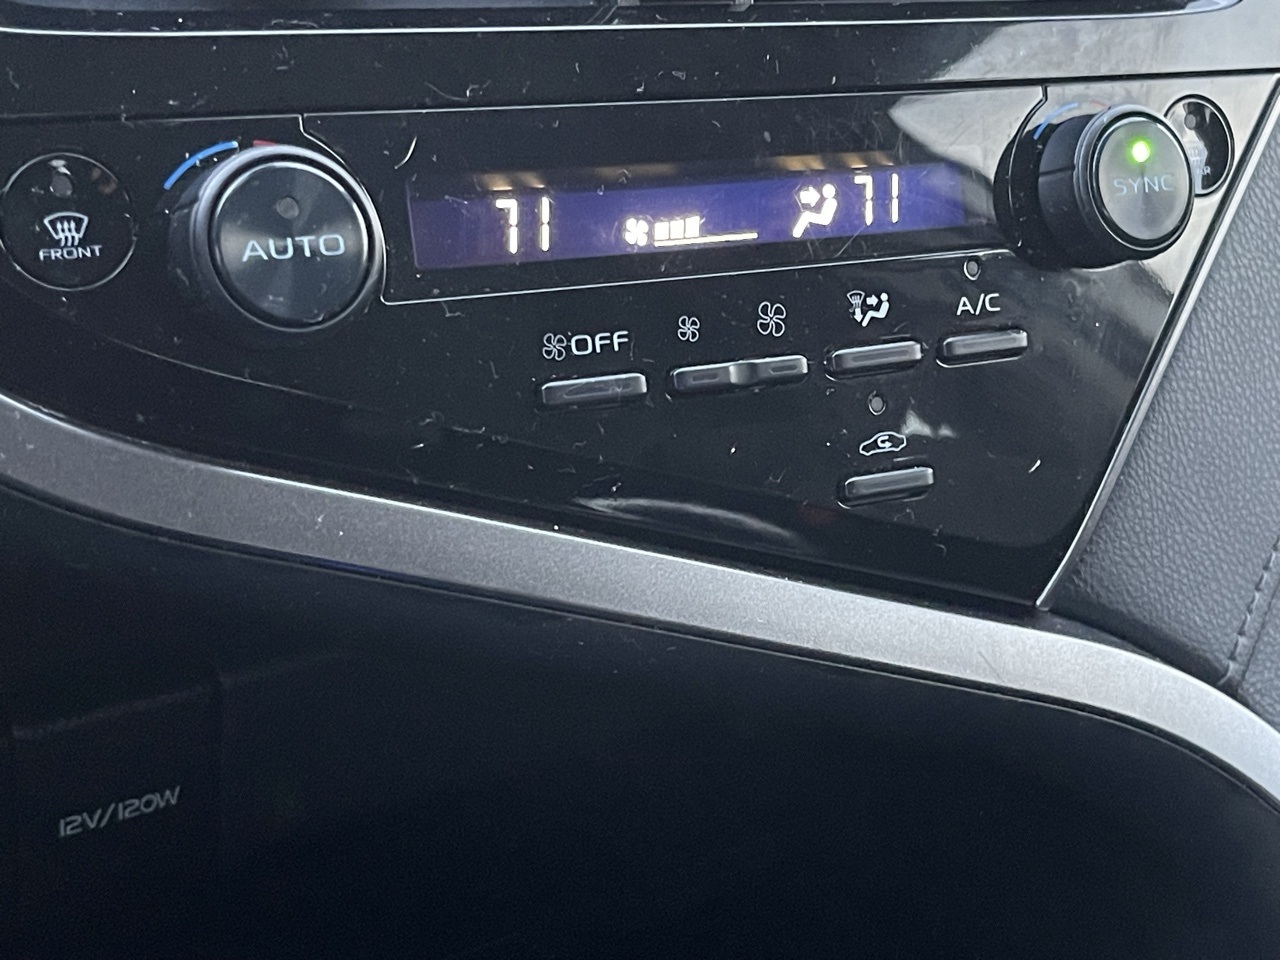 FRONT
AUTO
71
71
SYNC
OFF
A/C
12V/120W